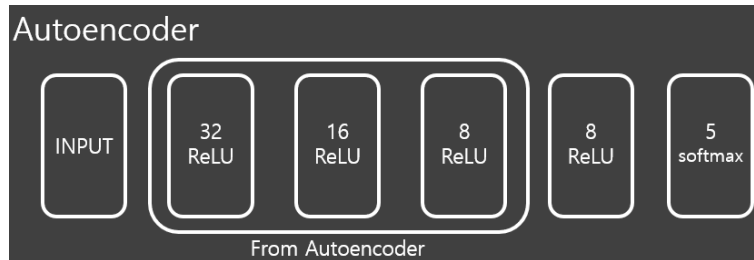 Autoencoder
INPUT
32
ReLU
16
ReLU
8
ReLU
8
ReLU
5
softmax
From Autoencoder